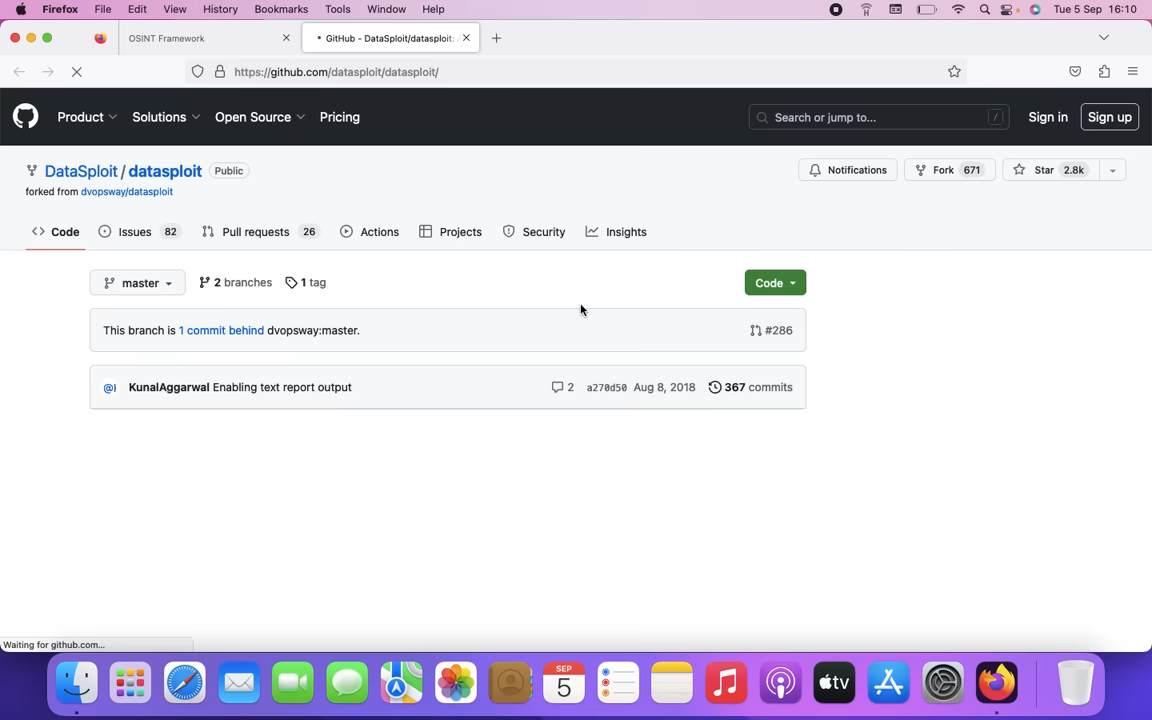 Firefox File Edit View History Bookmarks Tools Window Help Tue 5 Sep 16:10
OSINT Framework GitHub - DataSploit/datasploit:
https://github.com/datasploit/datasploit/
Product Solutions Open Source Pricing Search or jump to... / Sign in Sign up
DataSploit / datasploit Public Notifications Fork 671 Star 2.8k
forked from dvopsway/datasploit
Code Issues 82 Pull requests 26 Actions Projects Security Insights
master 2 branches 1 tag Code
This branch is 1 commit behind dvopsway:master. #286
KunalAggarwal Enabling text report output 2 a270d50 Aug 8, 2018 367 commits
Waiting for github.com...
SEP
5
tv